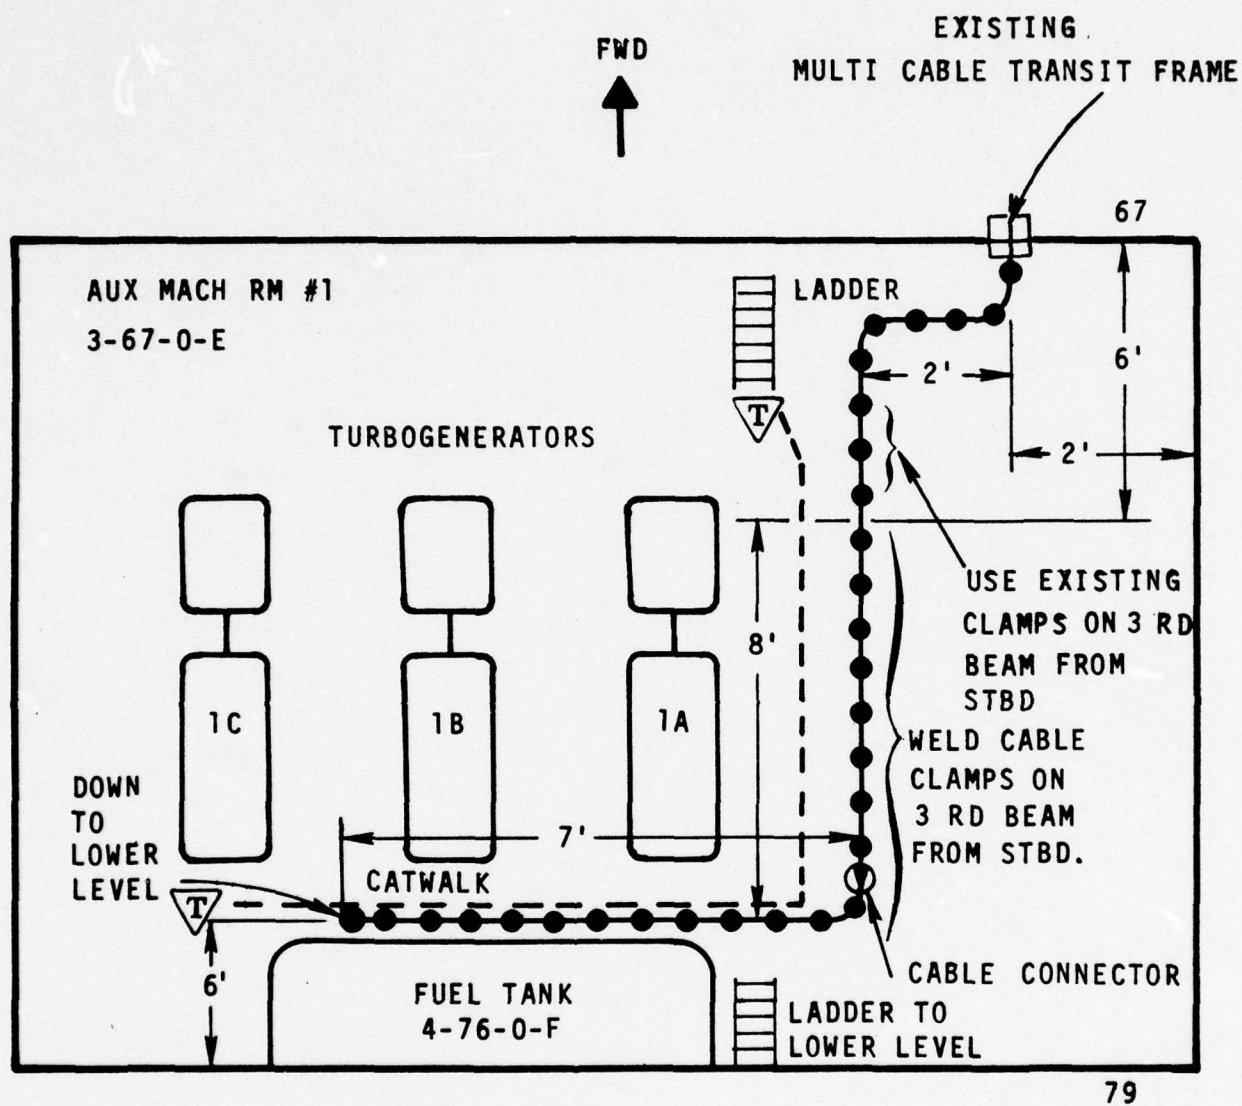 EXISTING
MULTI CABLE TRANSIT FRAME
FWD
67
AUX MACH RM #1
3-67-0-E
LADDER
2'
6'
T
2'
TURBOGENERATORS
8'
USE EXISTING
CLAMPS ON 3 RD
BEAM FROM
STBD
1C
1B
1A
WELD CABLE
CLAMPS ON
3 RD BEAM
FROM STBD.
DOWN
TO
LOWER
LEVEL
7'
CATWALK
T
6'
FUEL TANK
4-76-0-F
CABLE CONNECTOR
LADDER TO
LOWER LEVEL
79